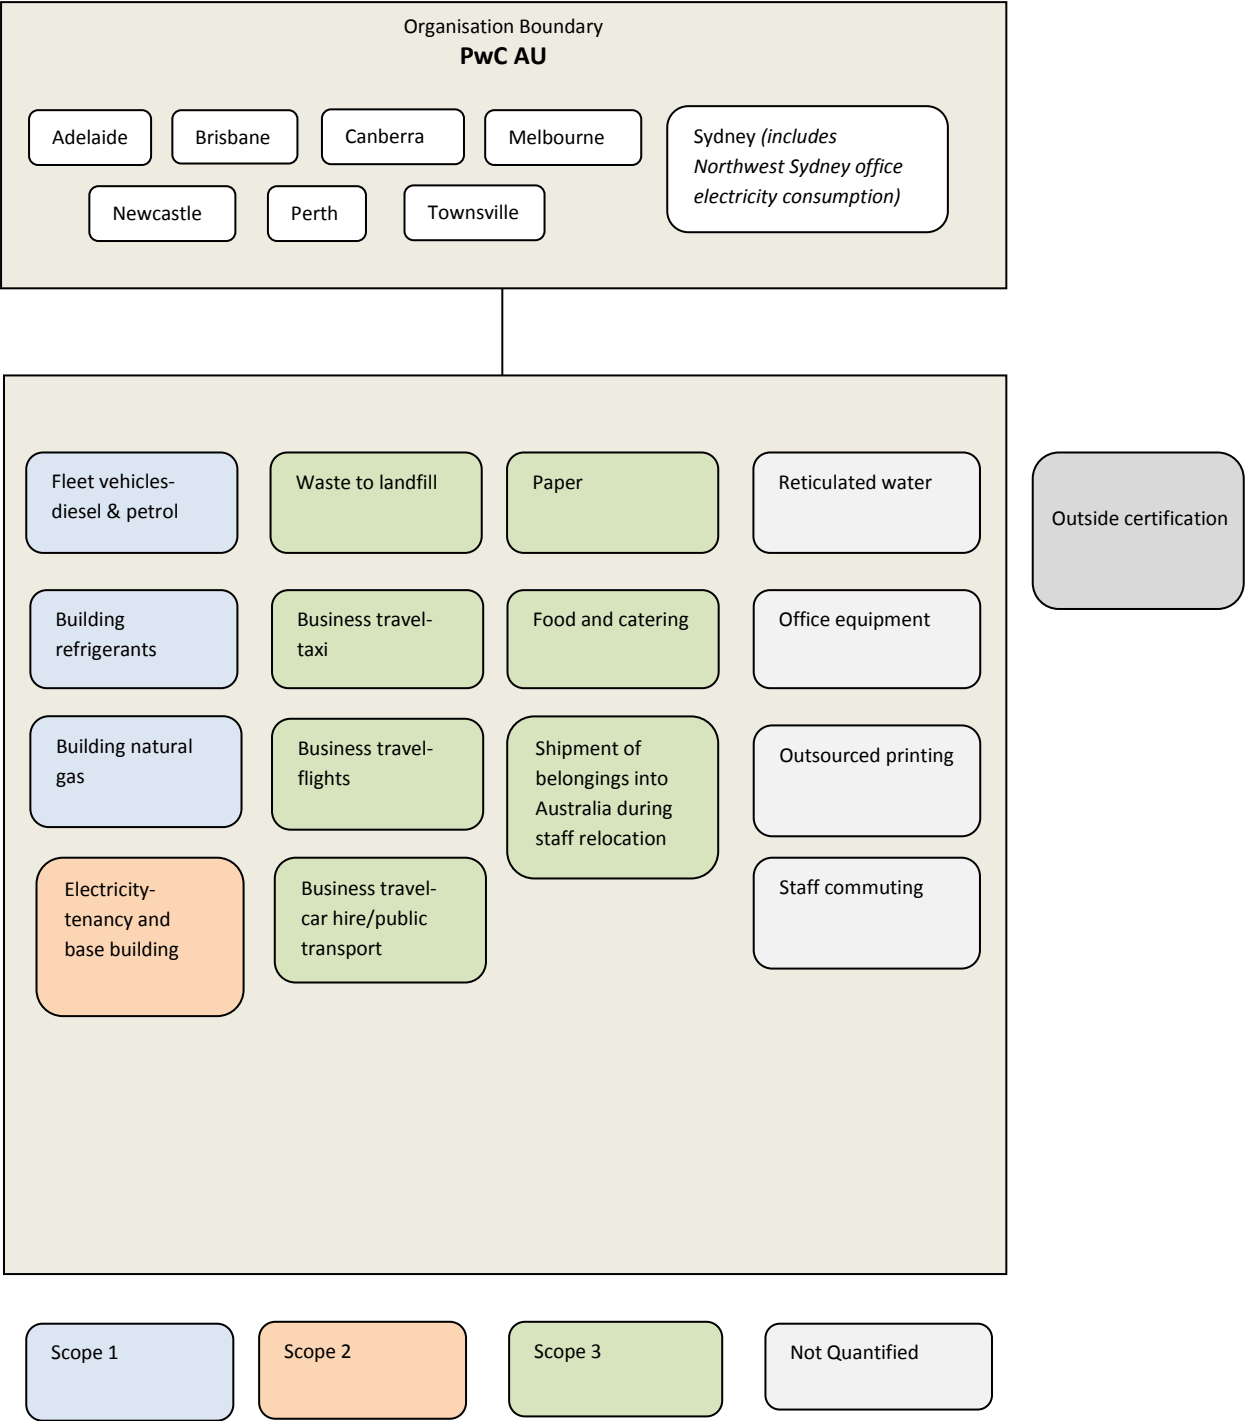 Organisation Boundary
PwC AU
Adelaide
Brisbane
Canberra
Melbourne
Sydney (includes
Northwest Sydney office
electricity consumption)
Newcastle
Perth
Townsville
Fleet vehicles-
diesel & petrol
Waste to landfill
Paper
Reticulated water
Outside certification
Building
refrigerants
Business travel-
taxi
Food and catering
Office equipment
Building natural
gas
Business travel-
flights
Shipment of
belongings into
Australia during
staff relocation
Outsourced printing
Electricity-
tenancy and
base building
Business travel-
car hire/public
transport
Staff commuting
Scope 1
Scope 2
Scope 3
Not Quantified